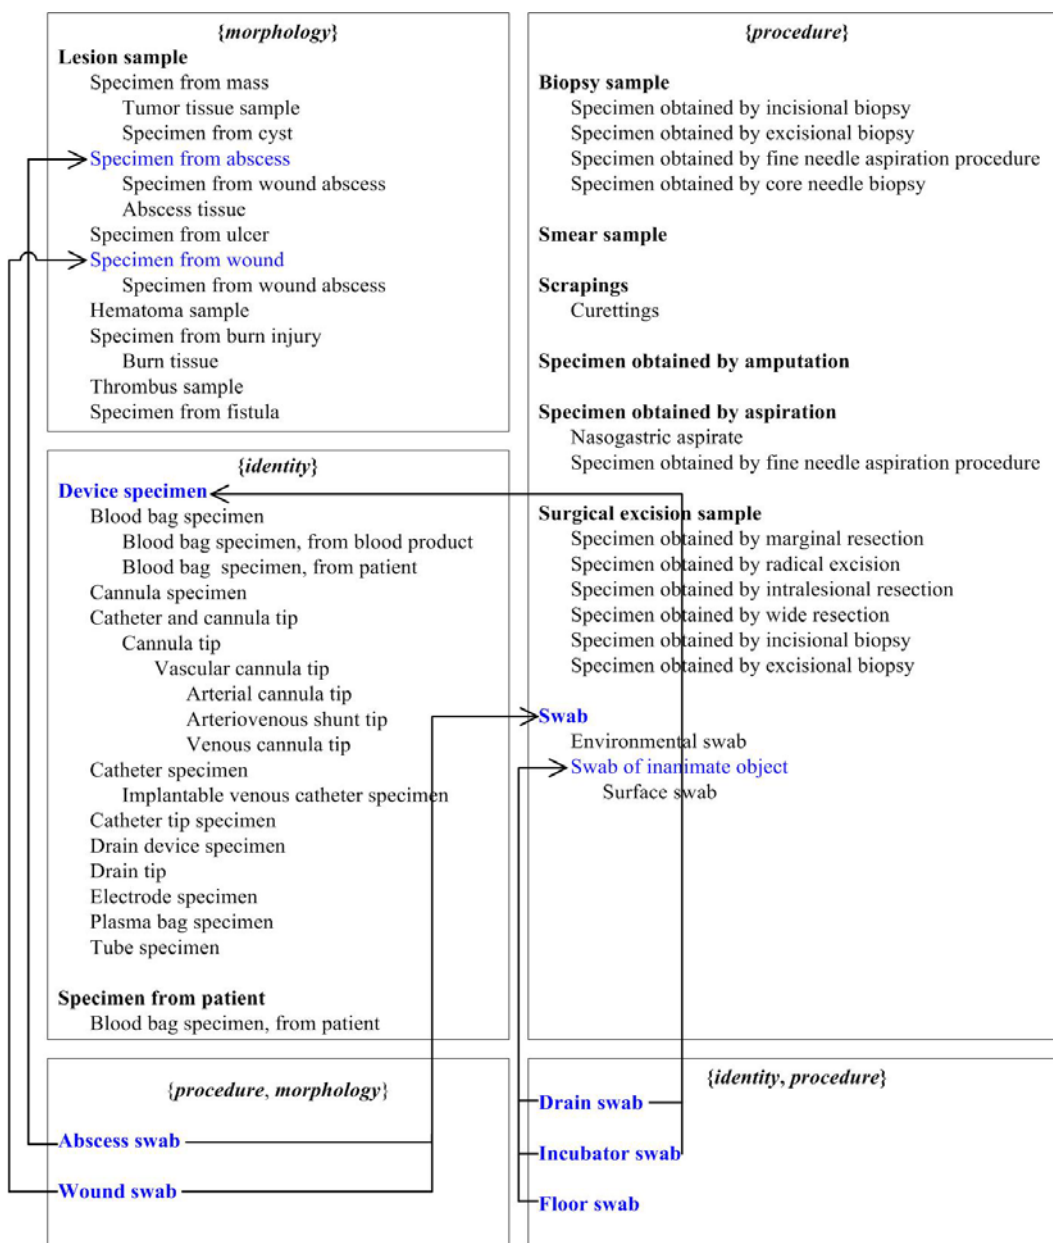 {morphology}
Lesion sample
Specimen from mass
Tumor tissue sample
Specimen from cyst
Specimen from abscess
Specimen from wound abscess
Abscess tissue
Specimen from ulcer
Specimen from wound
Specimen from wound abscess
Hematoma sample
Specimen from burn injury
Burn tissue
Thrombus sample
Specimen from fistula
{identity}
Device specimen
Blood bag specimen
Blood bag specimen, from blood product
Blood bag specimen, from patient
Cannula specimen
Catheter and cannula tip
Cannula tip
Vascular cannula tip
Arterial cannula tip
Arteriovenous shunt tip
Venous cannula tip
Catheter specimen
Implantable venous catheter specimen
Catheter tip specimen
Drain device specimen
Drain tip
Electrode specimen
Plasma bag specimen
Tube specimen
Specimen from patient
Blood bag specimen, from patient
{procedure}
Biopsy sample
Specimen obtained by incisional biopsy
Specimen obtained by excisional biopsy
Specimen obtained by fine needle aspiration procedure
Specimen obtained by core needle biopsy
Smear sample
Scrapings
Curettings
Specimen obtained by amputation
Specimen obtained by aspiration
Nasogastric aspirate
Specimen obtained by fine needle aspiration procedure
Surgical excision sample
Specimen obtained by marginal resection
Specimen obtained by radical excision
Specimen obtained by intralesional resection
Specimen obtained by wide resection
Specimen obtained by incisional biopsy
Specimen obtained by excisional biopsy
Swab
Environmental swab
Swab of inanimate object
Surface swab
{procedure, morphology}
Abscess swab
Wound swab
{identity, procedure}
Drain swab
Incubator swab
Floor swab